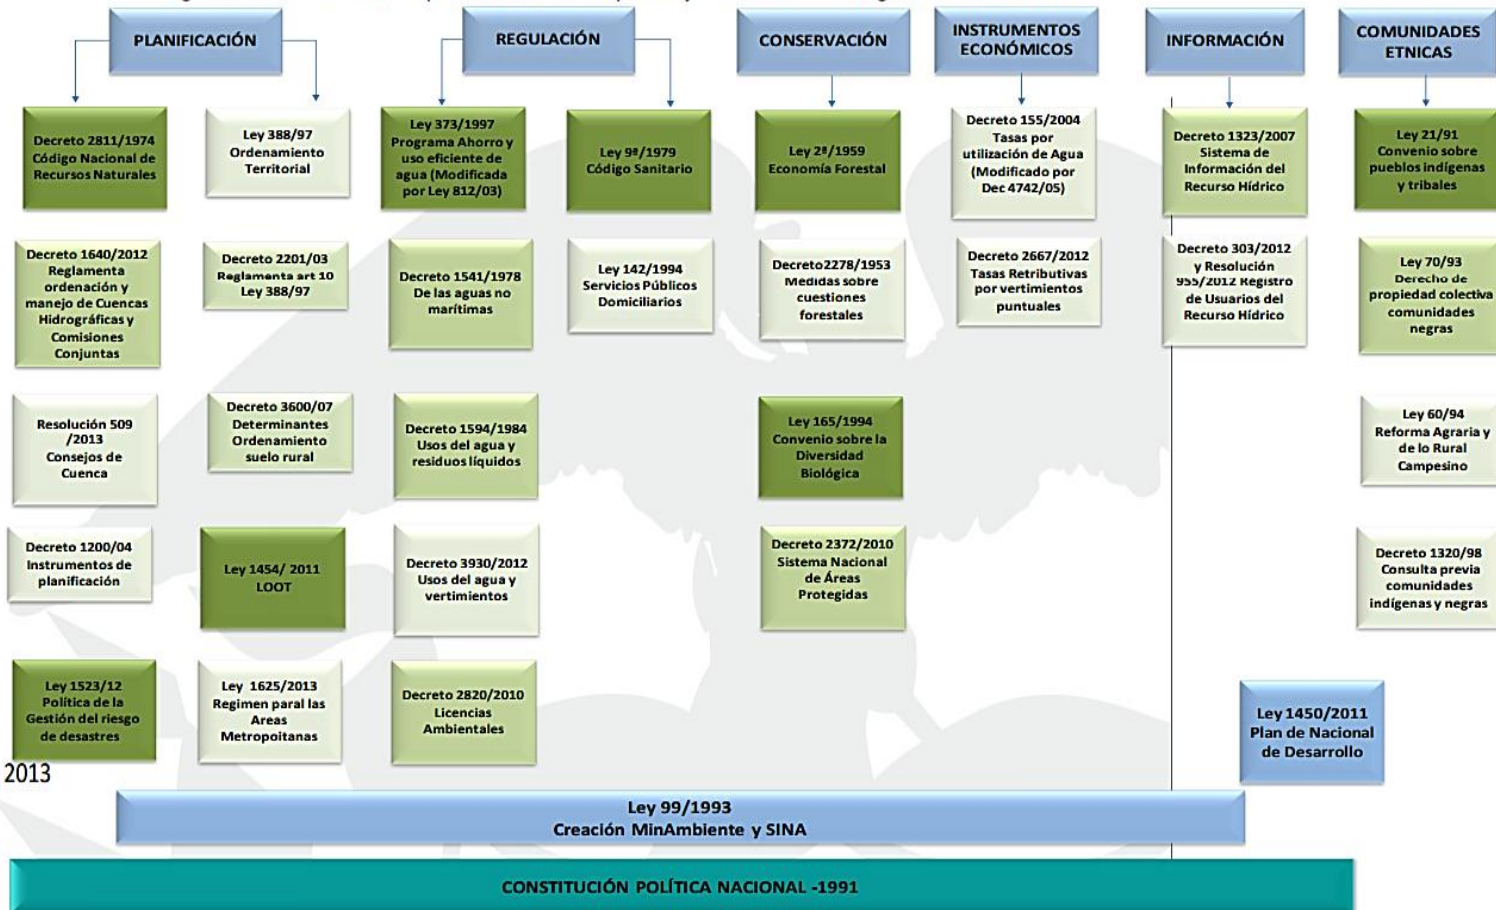 PLANIFICACIÓN
REGULACIÓN
CONSERVACIÓN
INSTRUMENTOS
ECONÓMICOS
INFORMACIÓN
COMUNIDADES
ETNICAS
Decreto 2811/1974
Código Nacional de
Recursos Naturales
Ley 388/97
Ordenamiento
Territorial
Ley 373/1997
Programa Ahorro y
uso eficiente de
agua (Modificada
por Ley 812/03)
Ley 9ª/1979
Código Sanitario
Ley 2ª/1959
Economía Forestal
Decreto 155/2004
Tasas por
utilización de Agua
(Modificado por
Dec 4742/05)
Decreto 1323/2007
Sistema de
Información del
Recurso Hídrico
Ley 21/91
Convenio sobre
pueblos indígenas
y tribales
Decreto 1640/2012
Reglamenta
ordenación y
manejo de Cuencas
Hidrográficas y
Comisiones
Conjuntas
Decreto 2201/03
Reglamenta art 10
Ley 388/97
Decreto 1541/1978
De las aguas no
marítimas
Ley 142/1994
Servicios Públicos
Domiciliarios
Decreto2278/1953
Medidas sobre
cuestiones
forestales
Decreto 2667/2012
Tasas Retributivas
por vertimientos
puntuales
Decreto 303/2012
y Resolución
955/2012 Registro
de Usuarios del
Recurso Hídrico
Ley 70/93
Derecho de
propiedad colectiva
comunidades
negras
Resolución 509
/2013
Consejos de
Cuenca
Decreto 3600/07
Determinantes
Ordenamiento
suelo rural
Decreto 1594/1984
Usos del agua y
residuos líquidos
Ley 165/1994
Convenio sobre la
Diversidad
Biológica
Ley 60/94
Reforma Agraria y
de lo Rural
Campesino
Decreto 1200/04
Instrumentos de
planificación
Ley 1454/ 2011
LOOT
Decreto 3930/2012
Usos del agua y
vertimientos
Decreto 2372/2010
Sistema Nacional
de Áreas
Protegidas
Decreto 1320/98
Consulta previa
comunidades
indígenas y negras
Ley 1523/12
Política de la
Gestión del riesgo
de desastres
Ley 1625/2013
Regimen paral las
Areas
Metropoitanas
Decreto 2820/2010
Licencias
Ambientales
Ley 1450/2011
Plan de Nacional
de Desarrollo
2013
Ley 99/1993
Creación MinAmbiente y SINA
CONSTITUCIÓN POLÍTICA NACIONAL -1991